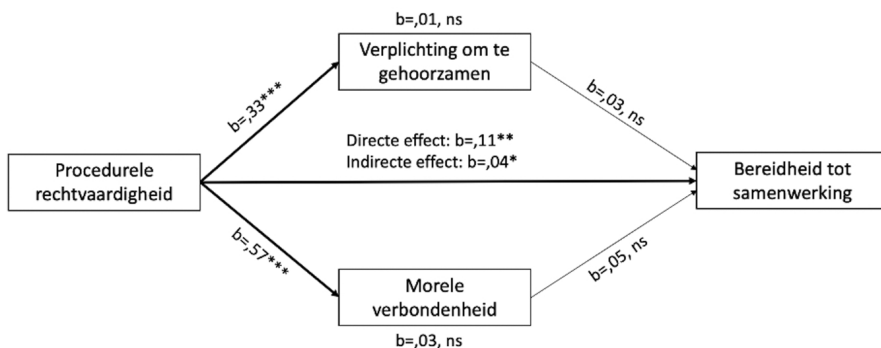 b=,01, ns
Verplichting om te
gehoorzamen
b=,33***
b=,03, ns
Directe effect: b=,11**
Indirecte effect: b=,04*
Procedurele
rechtvaardigheid
Bereidheid tot
samenwerking
b=,57***
b=,05, ns
Morele
verbondenheid
b=,03, ns